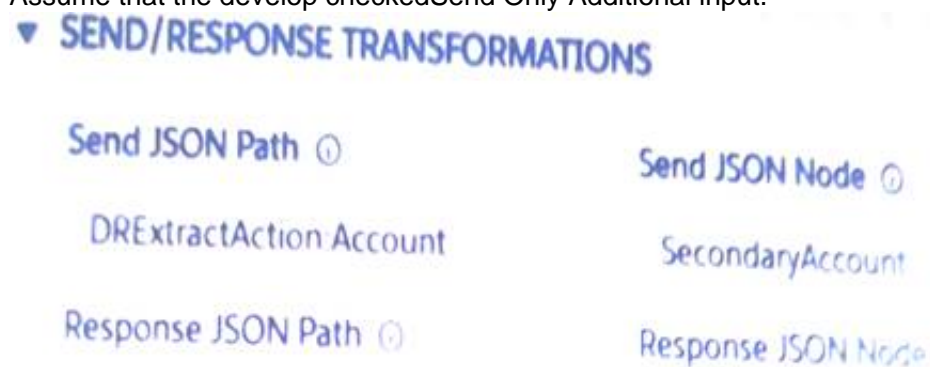 Assume that the develop checkedSend Only Additional Input.
SEND/RESPONSE TRANSFORMATIONS
Send JSON Path
Send JSON Node
DRExtractAction:Account
SecondaryAccount
Response JSON Path
Response JSON Node